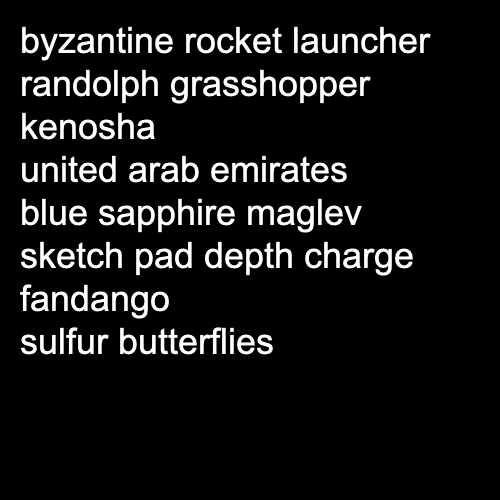 byzantine rocket launcher
randolph grasshopper
kenosha
united arab emirates
blue sapphire maglev
sketch pad depth charge
fandango
sulfur butterflies